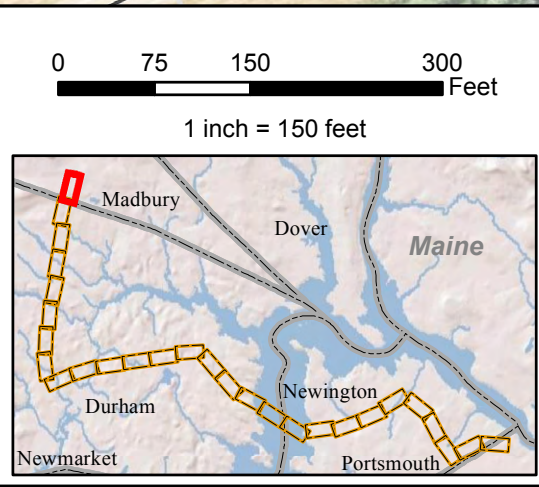 0 75 150 300
Feet
1 inch = 150 feet
Madbury
Dover
Maine
Newington
Durham
Newmarket
Portsmouth